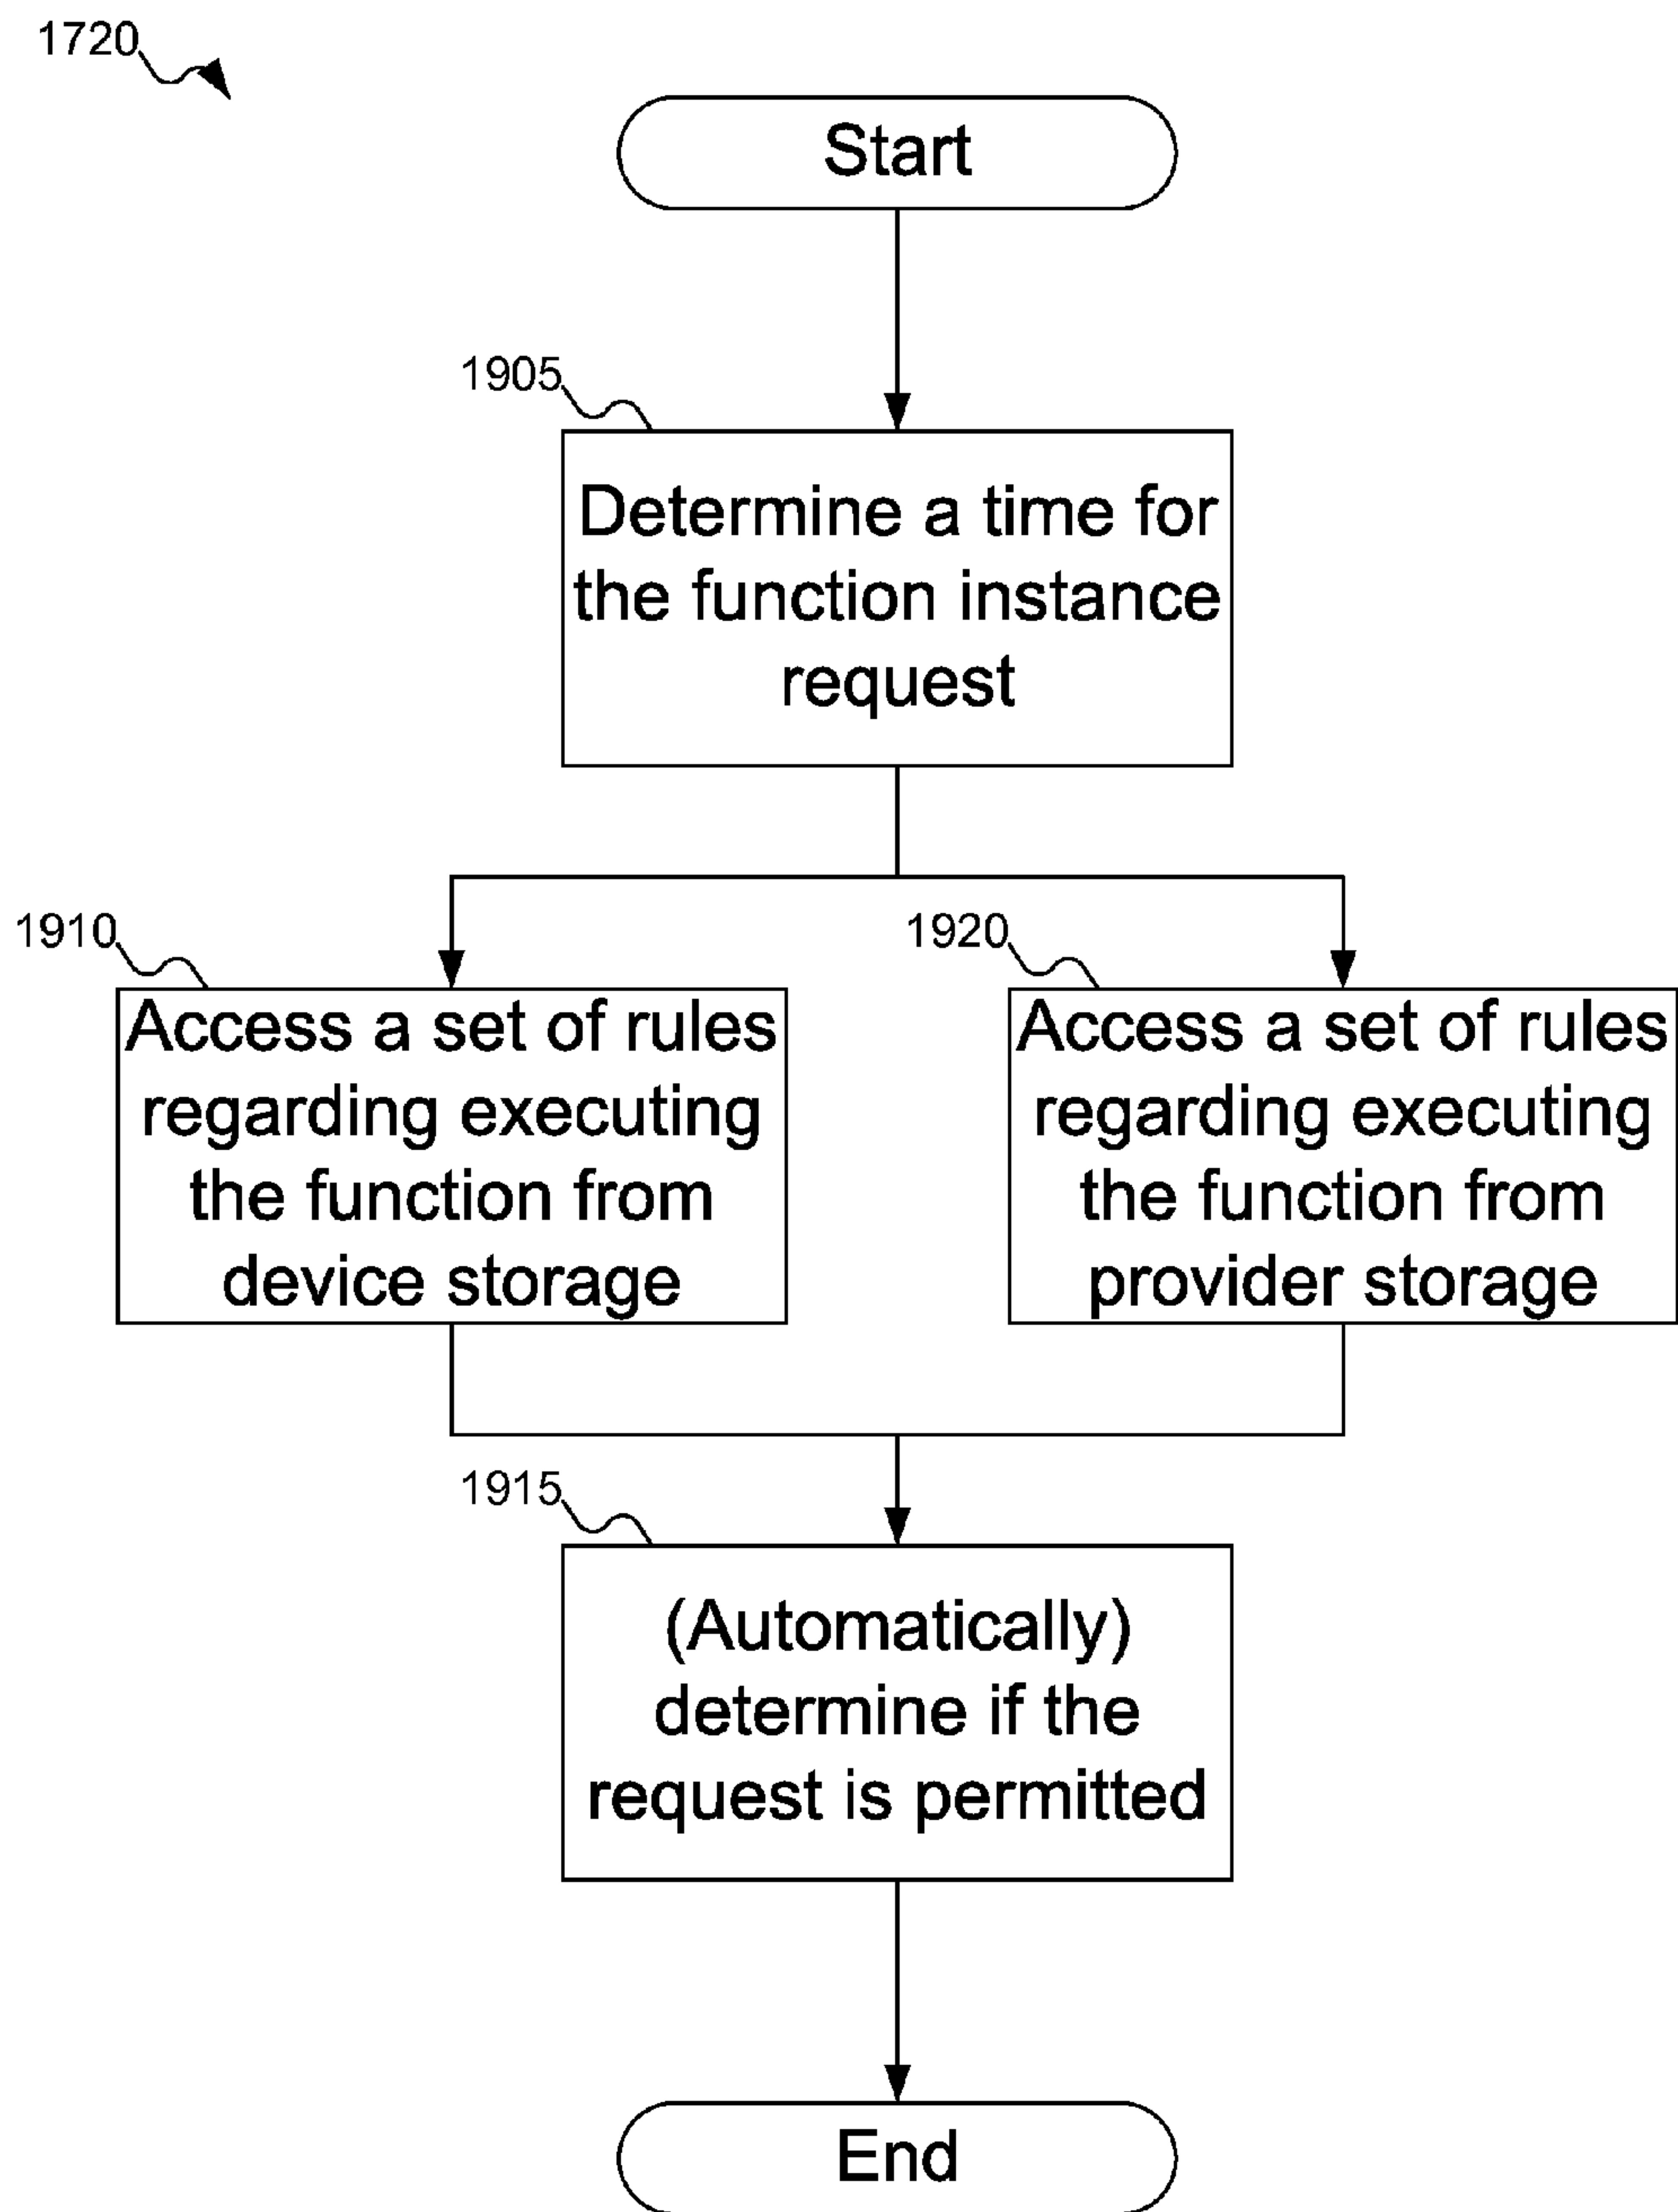 1720
Start
1905
Determine a time for
the function instance
request
1910
Access a set of rules
regarding executing
the function from
device storage
1920
Access a set of rules
regarding executing
the function from
provider storage
1915
(Automatically)
determine if the
request is permitted
End